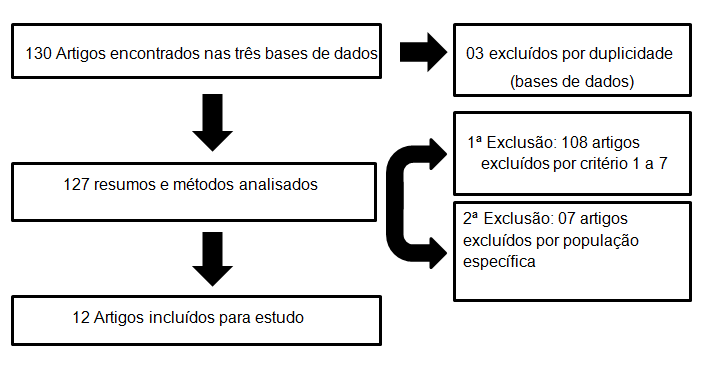 130 Artigos encontrados nas três bases de dados
03 excluídos por duplicidade
(bases de dados)
127 resumos e métodos analisados
1ª Exclusão: 108 artigos
excluídos por critério 1 a 7
2ª Exclusão: 07 artigos
excluídos por população
específica
12 Artigos incluídos para estudo